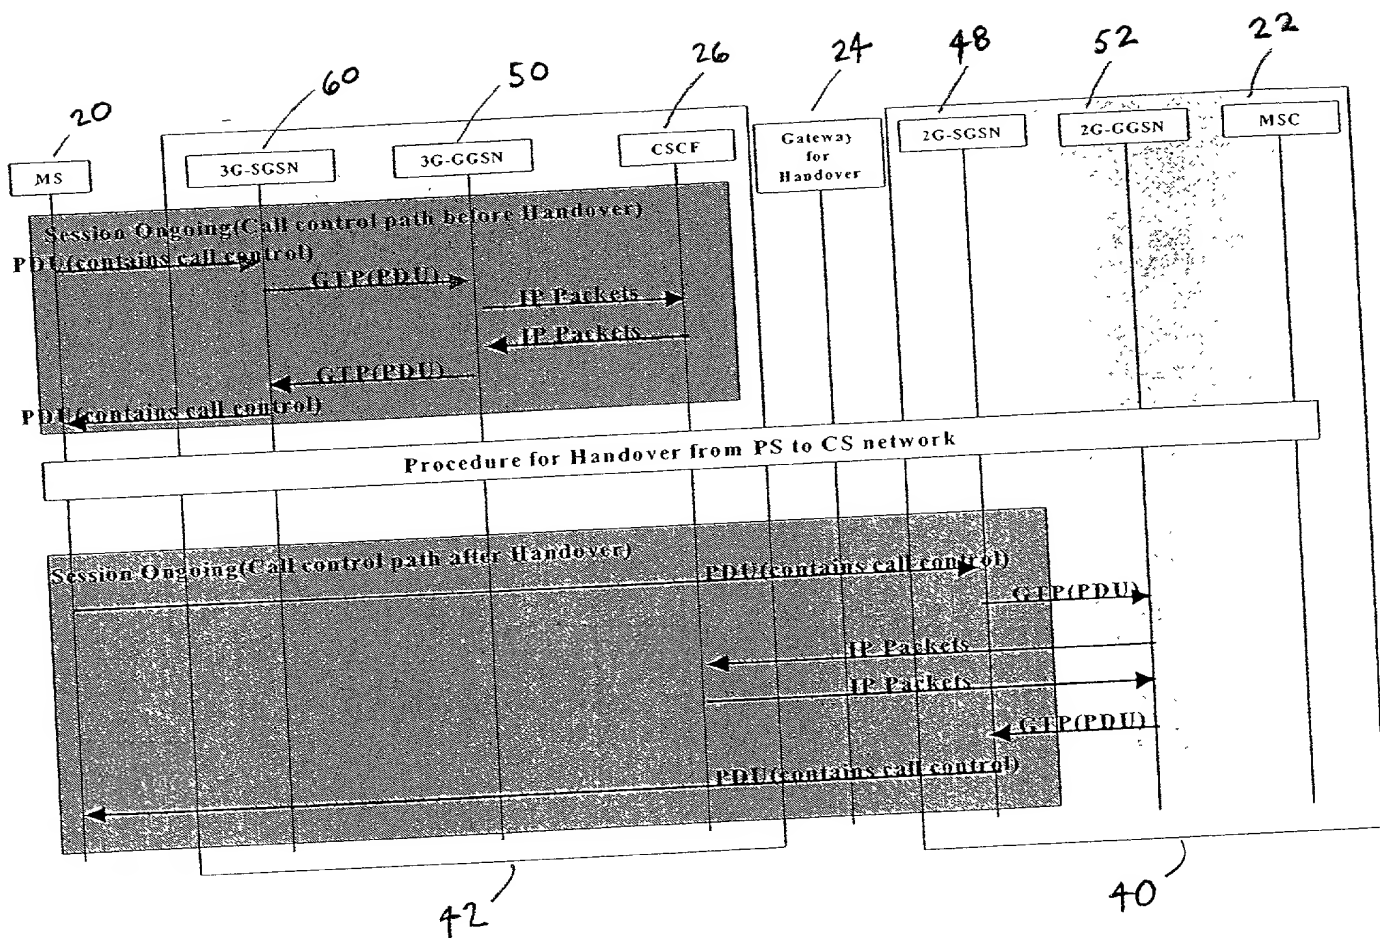 20
60
50
26
24
48
52
22
MS
3G-SGSN
3G-GGSN
CSCF
Gateway
for
Handover
2G-SGSN
2G-GGSN
MSC
Session Ongoing(Call control path before Handover)
PDU(contains call control)
GTP(PDU)
IP Packets
IP Packets
GTP(PDU)
PDU(contains call control)
Procedure for Handover from PS to CS network
Session Ongoing(Call control path after Handover)
PDU(contains call control)
GTP(PDU)
IP Packets
IP Packets
GTP(PDU)
PDU(contains call control)
42
40